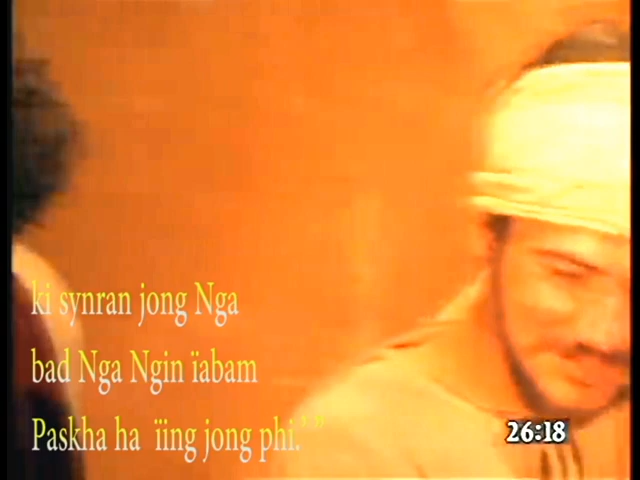 ki synran jong Nga
bad Nga Ngin ïabam
Paskha ha ïing jong phi.’ ”
26:18